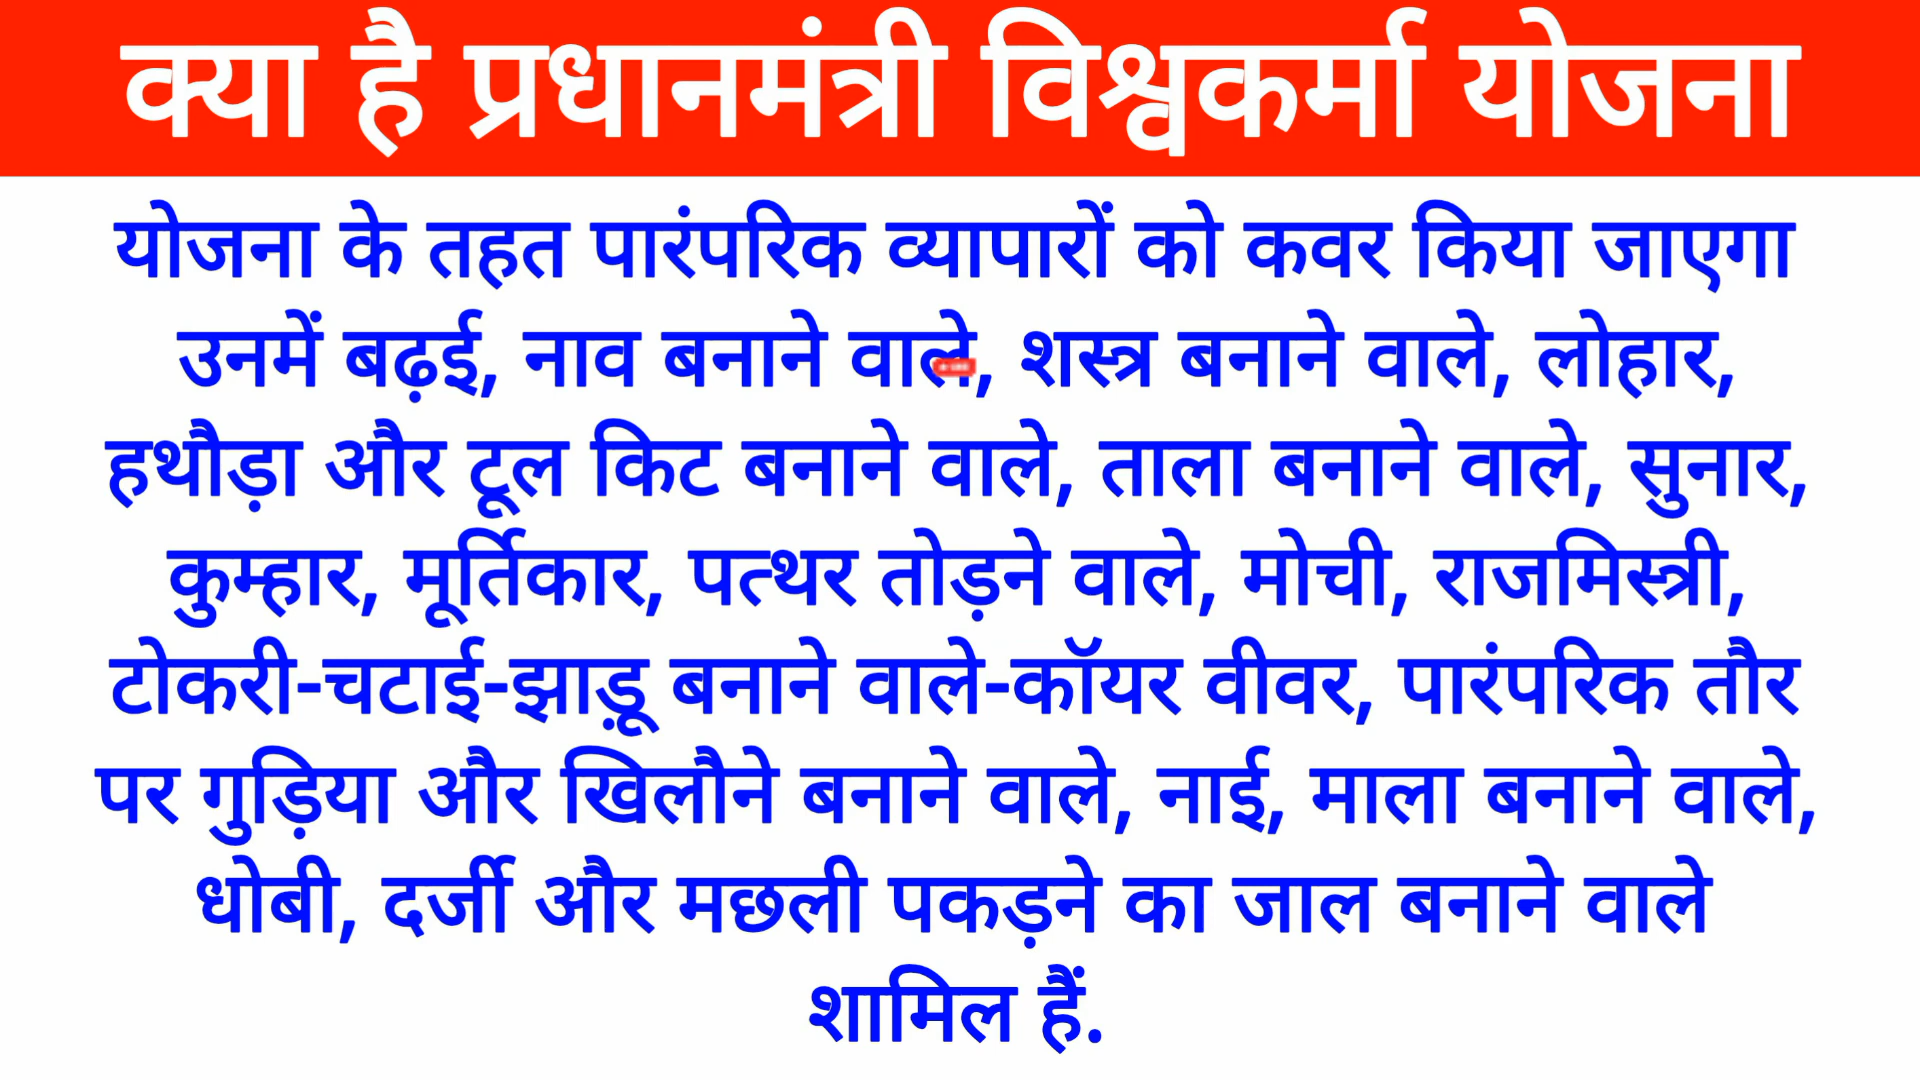 क्या है प्रधानमंत्री विश्वकर्मा योजना
योजना के तहत पारंपरिक व्यापारों को कवर किया जाएगा
उनमें बढ़ई, नाव बनाने वाले, शस्त्र बनाने वाले, लोहार,
हथौड़ा और टूल किट बनाने वाले, ताला बनाने वाले, सुनार,
कुम्हार, मूर्तिकार, पत्थर तोड़ने वाले, मोची, राजमिस्त्री,
टोकरी-चटाई-झाड़ू बनाने वाले-कॉयर वीवर, पारंपरिक तौर
पर गुड़िया और खिलौने बनाने वाले, नाई, माला बनाने वाले,
धोबी, दर्जी और मछली पकड़ने का जाल बनाने वाले
शामिल हैं.